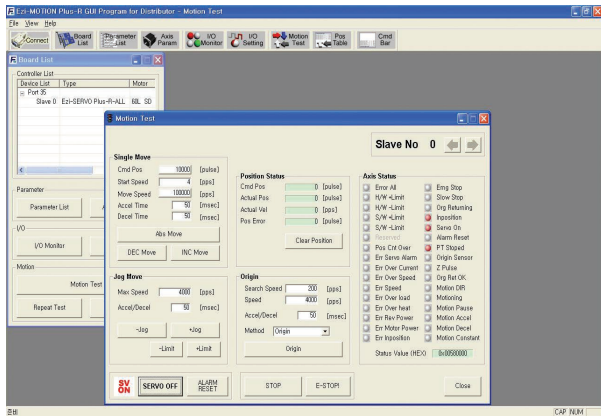 Ezi-MOTION Plus-R GUI Program for Distributor - Motion Test
File View Help
Connect Board List Parameter List Axis Param I/O Monitor I/O Setting Motion Test Pos Table Cmd Bar
Board List
Controller List
Device List Type Motor
Port 35
Slave 0 Ezi-SERVO Plus-R-ALL 60L SD
Parameter
Parameter List
I/O
I/O Monitor
Motion
Motion Test
Repeat Test
Motion Test
Slave No 0
Single Move
Cmd Pos 10000 [pulse]
Start Speed 4 [pps]
Move Speed 100000 [pps]
Accel Time 50 [msec]
Decel Time 50 [msec]
Abs Move
DEC Move INC Move
Jog Move
Max Speed 4000 [pps]
Accel/Decel 50 [msec]
-Jog +Jog
-Limit +Limit
Position Status
Cmd Pos 0 [pulse]
Actual Pos 0 [pulse]
Actual Vel 0 [pps]
Pos Error 0 [pulse]
Clear Position
Origin
Search Speed 200 [pps]
Speed 4000 [pps]
Accel/Decel 50 [msec]
Method Origin
Origin
Axis Status
Error All Emg Stop
H/W +Limit Slow Stop
H/W -Limit Org Returning
S/W +Limit Inposition
S/W -Limit Servo On
Reserved Alarm Reset
Pos Cnt Over PT Stoped
Err Servo Alarm Origin Sensor
Err Over Current Z Pulse
Err Over Speed Org Ret OK.
Err Speed Motion DIR
Err Over load Motioning
Err Over heat Motion Pause
Err Rev Power Motion Accel
Err Motor Power Motion Decel
Err Inposition Motion Constant
Status Value (HEX) 0x00580000
SV ON SERVO OFF ALARM RESET STOP E-STOP! Close
CAP NUM